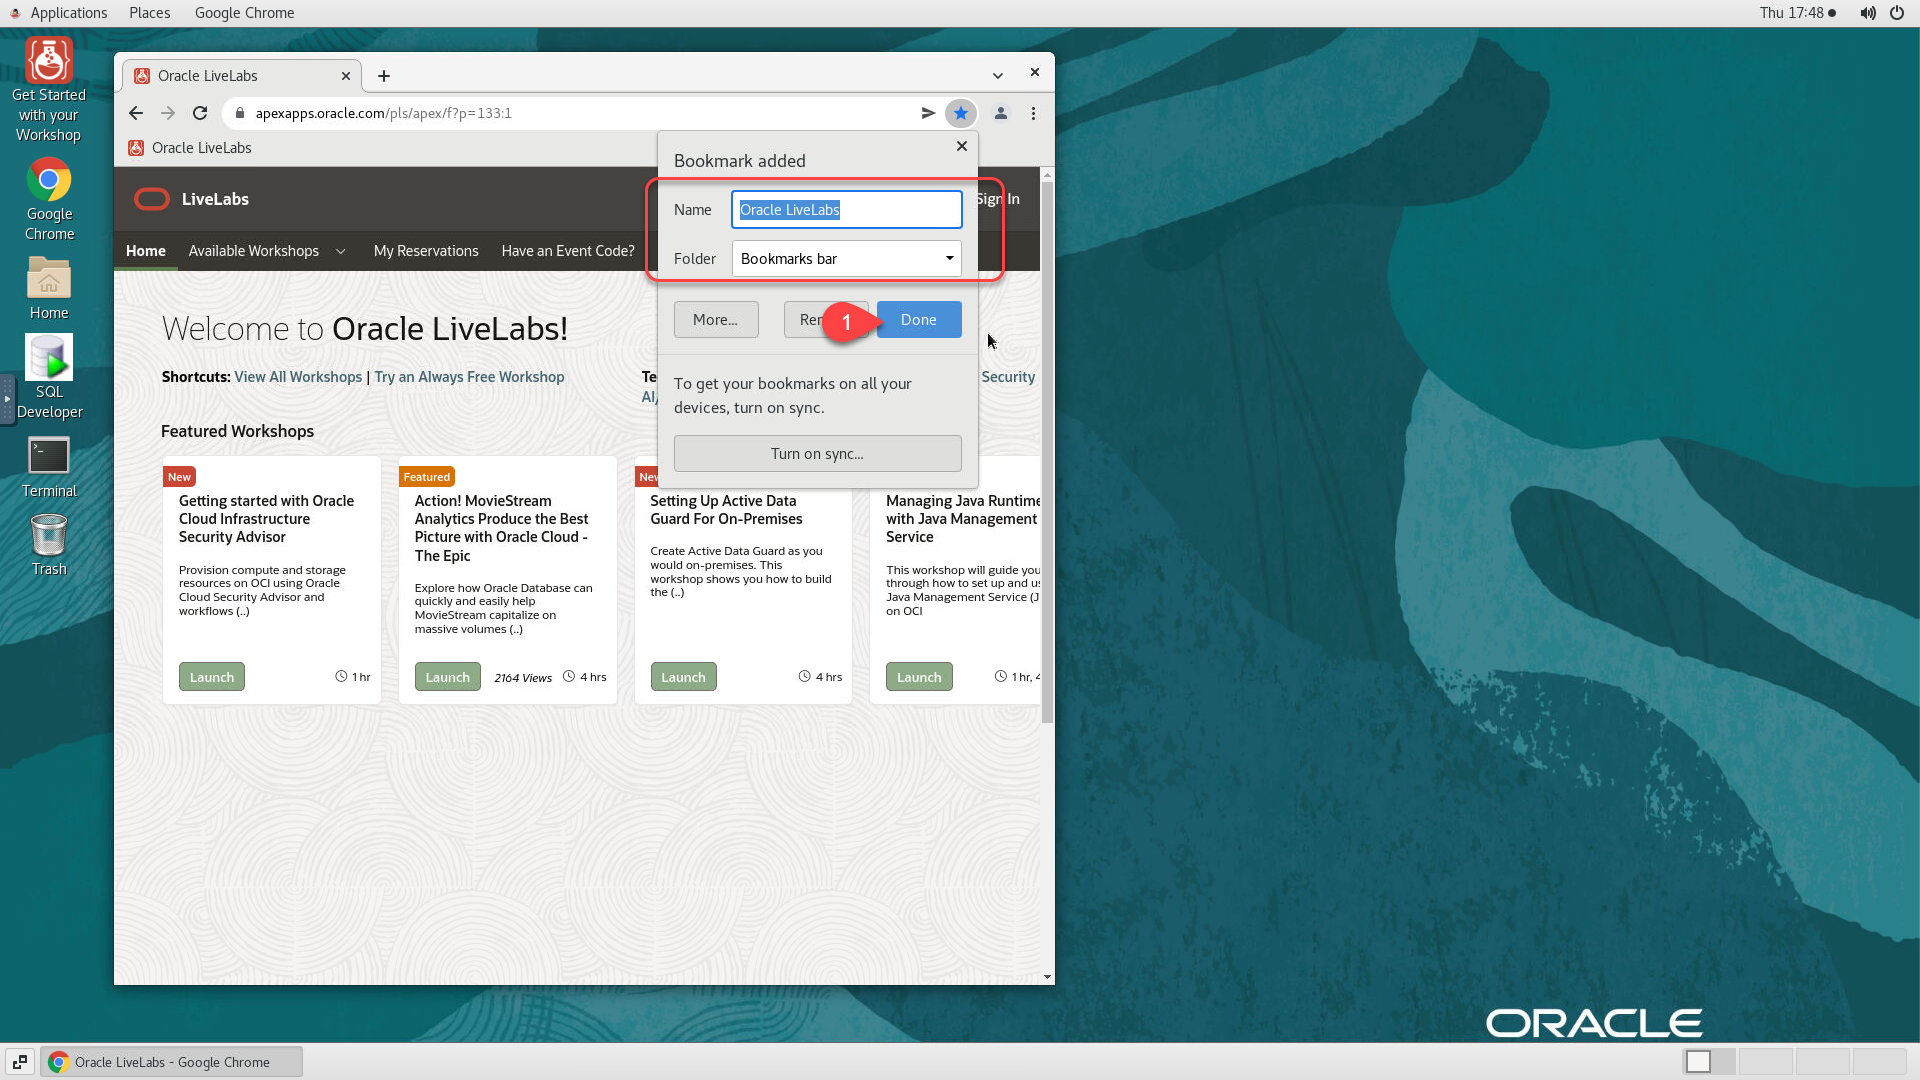 Applications Places Google Chrome Thu 17:48
Get Started
with your
Workshop
Google
Chrome
Home
SQL
Developer
Terminal
Trash
Oracle LiveLabs
apexapps.oracle.com/pls/apex/f?p=133:1
Oracle LiveLabs
LiveLabs
Sign In
Home Available Workshops My Reservations Have an Event Code?
Bookmark added
Name Oracle LiveLabs
Folder Bookmarks bar
More... 1 Done
To get your bookmarks on all your
devices, turn on sync.
Turn on sync...
Welcome to Oracle LiveLabs!
Shortcuts: View All Workshops | Try an Always Free Workshop
Security
AI/
Featured Workshops
New
Getting started with Oracle
Cloud Infrastructure
Security Advisor
Provision compute and storage
resources on OCI using Oracle
Cloud Security Advisor and
workflows (..)
Launch 1 hr
Featured
Action! MovieStream
Analytics Produce the Best
Picture with Oracle Cloud -
The Epic
Explore how Oracle Database can
quickly and easily help
MovieStream capitalize on
massive volumes (..)
Launch 2164 Views 4 hrs
New
Setting Up Active Data
Guard For On-Premises
Create Active Data Guard as you
would on-premises. This
workshop shows you how to build
the (..)
Launch 4 hrs
Managing Java Runtime
with Java Management
Service
This workshop will guide you
through how to set up and us
Java Management Service (J
on OCI
Launch 1 hr, 4
ORACLE
Oracle LiveLabs - Google Chrome